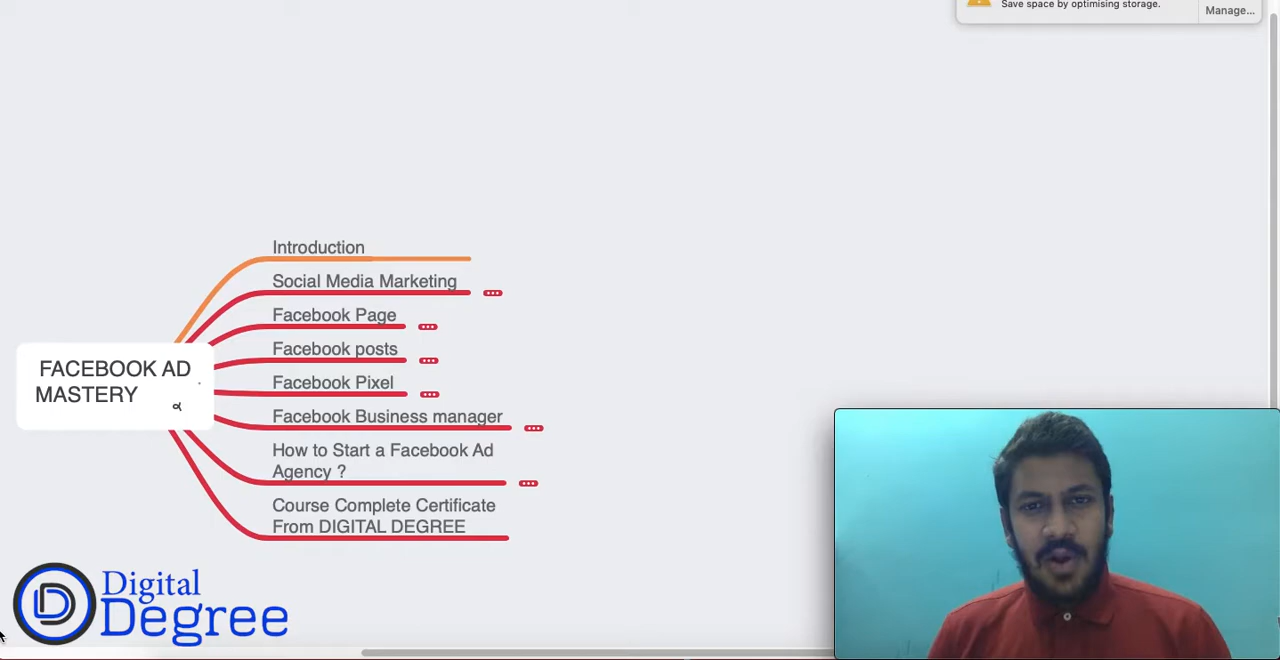 Save space by optimising storage.
Manage...
Introduction
Social Media Marketing
Facebook Page
Facebook posts
FACEBOOK AD
MASTERY
Facebook Pixel
Facebook Business manager
How to Start a Facebook Ad
Agency ?
Course Complete Certificate
From DIGITAL DEGREE
Digital
Degree